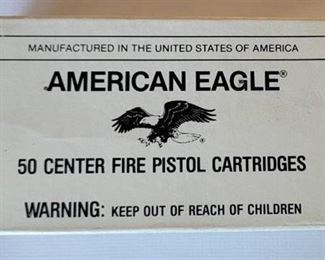 MANUFACTURED IN THE UNITED STATES OF AMERICA
AMERICAN EAGLE®
®
50 CENTER FIRE PISTOL CARTRIDGES
WARNING: KEEP OUT OF REACH OF CHILDREN